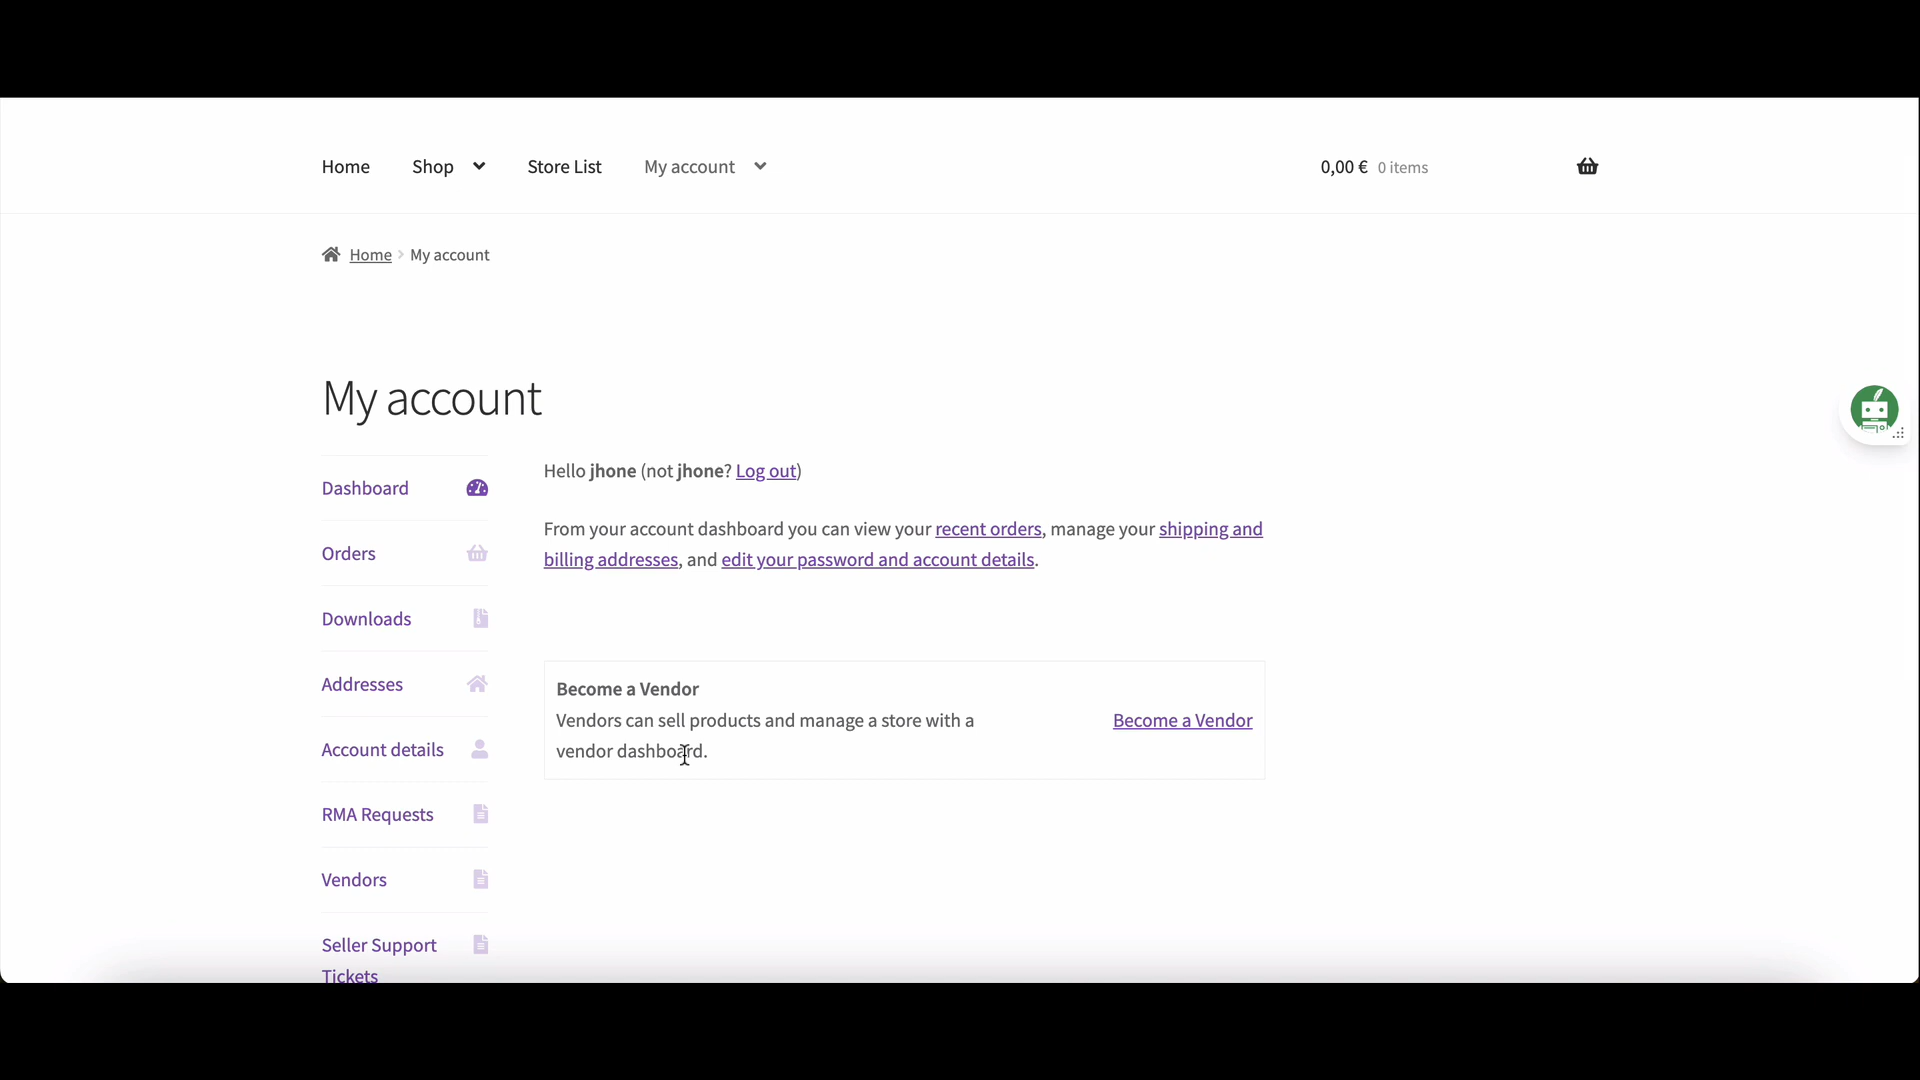 Home Shop Store List My account 0,00 € 0 items
Home My account
My account
Dashboard
Orders
Downloads
Addresses
Account details
RMA Requests
Vendors
Seller Support
Tickets
Hello jhone (not jhone? Log out)
From your account dashboard you can view your recent orders, manage your shipping and
billing addresses, and edit your password and account details.
Become a Vendor
Vendors can sell products and manage a store with a
vendor dashboard.
Become a Vendor